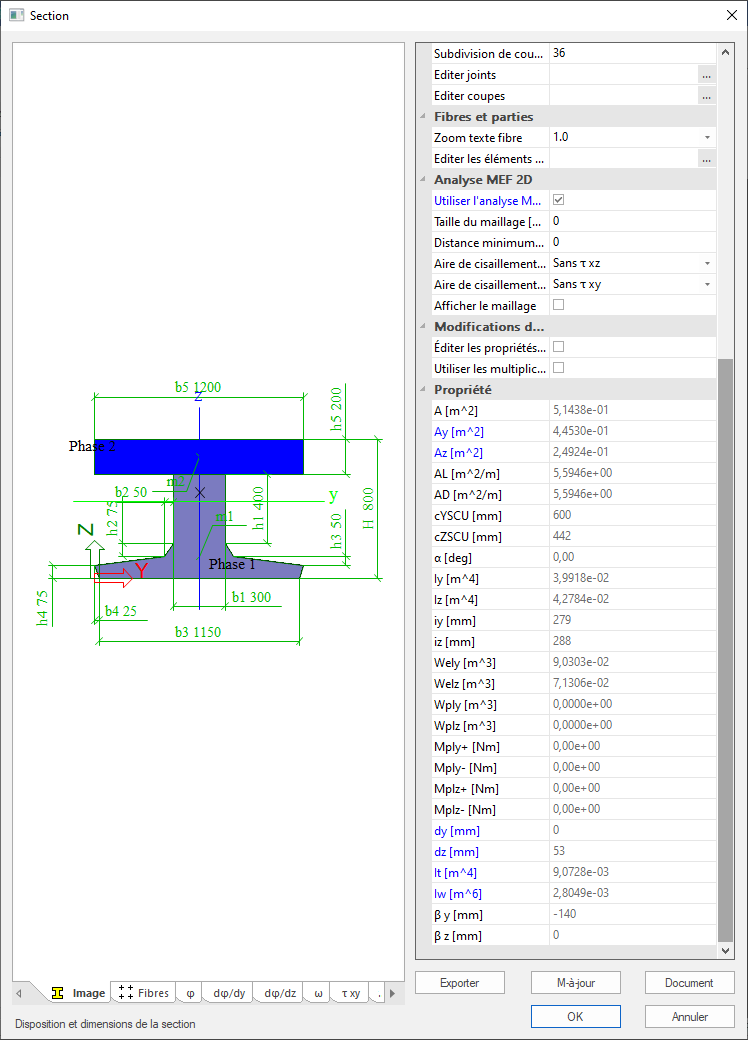 Section
b5 1200
z
h5 200
Phase 2
m2
b2 50
h2 75
h1 400
y
H 800
m1
h3 50
Z
Y
Phase 1
h4 75
b4 25
b1 300
b3 1150
Image
Fibres
φ
dφ/dy
dφ/dz
ω
τ xy
.
Disposition et dimensions de la section
Subdivision de cou... 36
Editer joints ...
Editer coupes ...
Fibres et parties
Zoom texte fibre 1.0
Editer les éléments ... ...
Analyse MEF 2D
Utiliser l'analyse M...
Taille du maillage [... 0
Distance minimum... 0
Aire de cisaillement... Sans τ xz
Aire de cisaillement... Sans τ xy
Afficher le maillage
Modifications d...
Éditer les propriétés...
Utiliser les multiplic...
Propriété
A [m^2] 5,1438e-01
Ay [m^2] 4,4530e-01
Az [m^2] 2,4924e-01
AL [m^2/m] 5,5946e+00
AD [m^2/m] 5,5946e+00
cYSCU [mm] 600
cZSCU [mm] 442
α [deg] 0,00
Iy [m^4] 3,9918e-02
Iz [m^4] 4,2784e-02
iy [mm] 279
iz [mm] 288
Wely [m^3] 9,0303e-02
Welz [m^3] 7,1306e-02
Wply [m^3] 0,0000e+00
Wplz [m^3] 0,0000e+00
Mply+ [Nm] 0,00e+00
Mply- [Nm] 0,00e+00
Mplz+ [Nm] 0,00e+00
Mplz- [Nm] 0,00e+00
dy [mm] 0
dz [mm] 53
It [m^4] 9,0728e-03
Iw [m^6] 2,8049e-03
β y [mm] -140
β z [mm] 0
Exporter
M-à-jour
Document
OK
Annuler